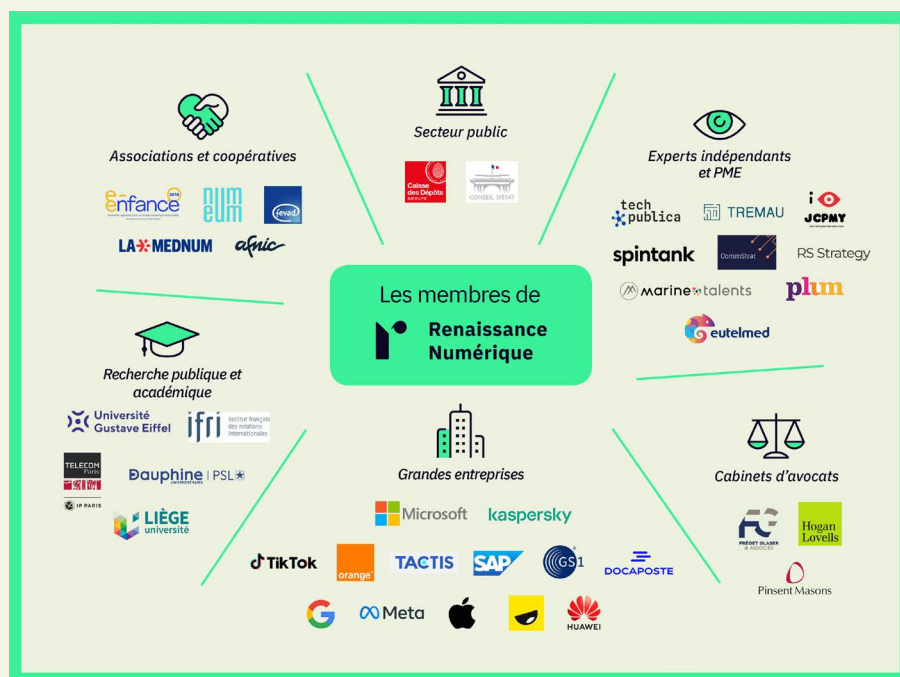 Secteur public
Caisse
des Dépôts
GROUPE
CONSEIL D'ÉTAT
Associations et coopératives
e-enfance
numeum
fevad
LA MEDNUM
afnic
Experts indépendants
et PME
tech
publica
TREMAU
i
JCPMY
spintank
CommStrat
RS Strategy
marine talents
plum
eutelmed
Les membres de
Renaissance
Numérique
Recherche publique et
académique
Université
Gustave Eiffel
ifri
institut français
des relations
internationales
TELECOM
Paris
IP PARIS
Dauphine | PSL
UNIVERSITÉ PARIS
LIÈGE
université
Grandes entreprises
Microsoft
kaspersky
TikTok
orange
TACTIS
SAP
GS1
DOCAPOSTE
G
Meta
HUAWEI
Cabinets d'avocats
FRÉGET GLASER
& ASSOCIÉS
Hogan
Lovells
Pinsent Masons